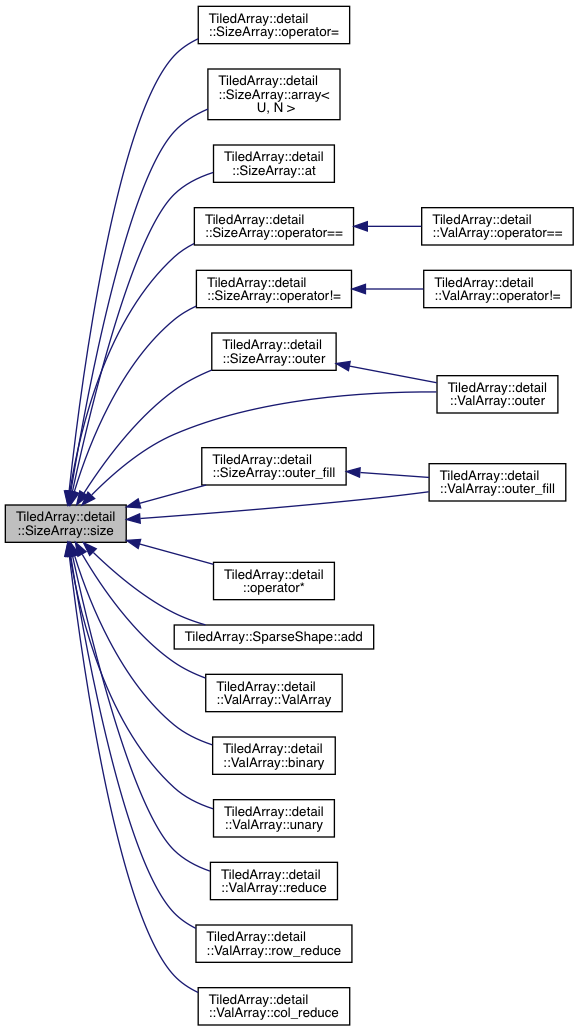 TiledArray::detail
::SizeArray::operator=
TiledArray::detail
::SizeArray::array<
U, N >
TiledArray::detail
::SizeArray::at
TiledArray::detail
::SizeArray::operator==
TiledArray::detail
::ValArray::operator==
TiledArray::detail
::SizeArray::operator!=
TiledArray::detail
::ValArray::operator!=
TiledArray::detail
::SizeArray::outer
TiledArray::detail
::ValArray::outer
TiledArray::detail
::SizeArray::outer_fill
TiledArray::detail
::ValArray::outer_fill
TiledArray::detail
::SizeArray::size
TiledArray::detail
::operator*
TiledArray::SparseShape::add
TiledArray::detail
::ValArray::ValArray
TiledArray::detail
::ValArray::binary
TiledArray::detail
::ValArray::unary
TiledArray::detail
::ValArray::reduce
TiledArray::detail
::ValArray::row_reduce
TiledArray::detail
::ValArray::col_reduce